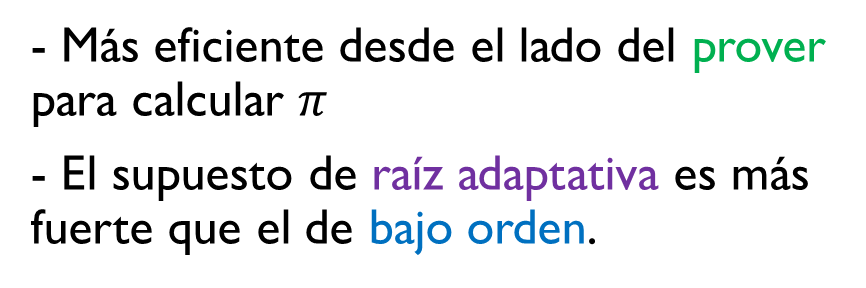 - Más eficiente desde el lado del prover
para calcular π
- El supuesto de raíz adaptativa es más
fuerte que el de bajo orden.